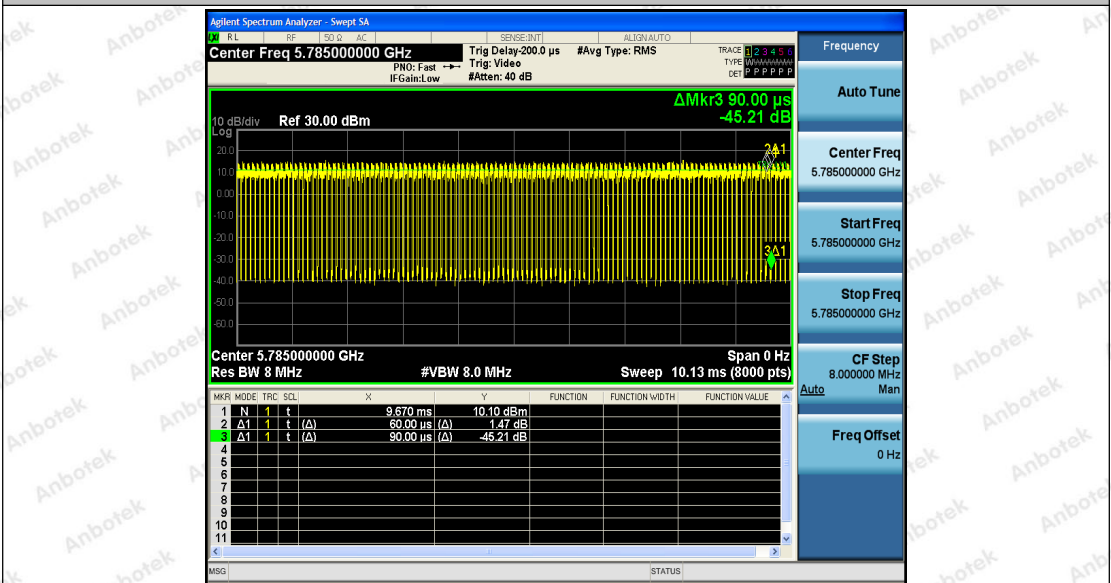 Agilent Spectrum Analyzer - Swept SA
RL RF 50 Ω AC SENSE:INT ALIGNAUTO
Center Freq 5.785000000 GHz
PNO: Fast
IFGain:Low
Trig Delay-200.0 µs
Trig: Video
#Atten: 40 dB
#Avg Type: RMS
TRACE 1 2 3 4 5 6
TYPE
DET P P P P P P
ΔMkr3 90.00 µs
-45.21 dB
10 dB/div Ref 30.00 dBm
Log
20.0
10.0
0.00
-10.0
-20.0
-30.0
-40.0
-50.0
-60.0
3Δ1
Center 5.785000000 GHz Span 0 Hz
Res BW 8 MHz #VBW 8.0 MHz Sweep 10.13 ms (8000 pts)
MKR MODE TRC SCL X Y FUNCTION FUNCTION WIDTH FUNCTION VALUE
1 N 1 t 9.670 ms 10.10 dBm
2 Δ1 1 t (Δ) 60.00 µs (Δ) 1.47 dB
3 Δ1 1 t (Δ) 90.00 µs (Δ) -45.21 dB
4
5
6
7
8
9
10
11
MSG STATUS
Frequency
Auto Tune
Center Freq
5.785000000 GHz
Start Freq
5.785000000 GHz
Stop Freq
5.785000000 GHz
CF Step
8.000000 MHz
Auto Man
Freq Offset
0 Hz
Anbotek